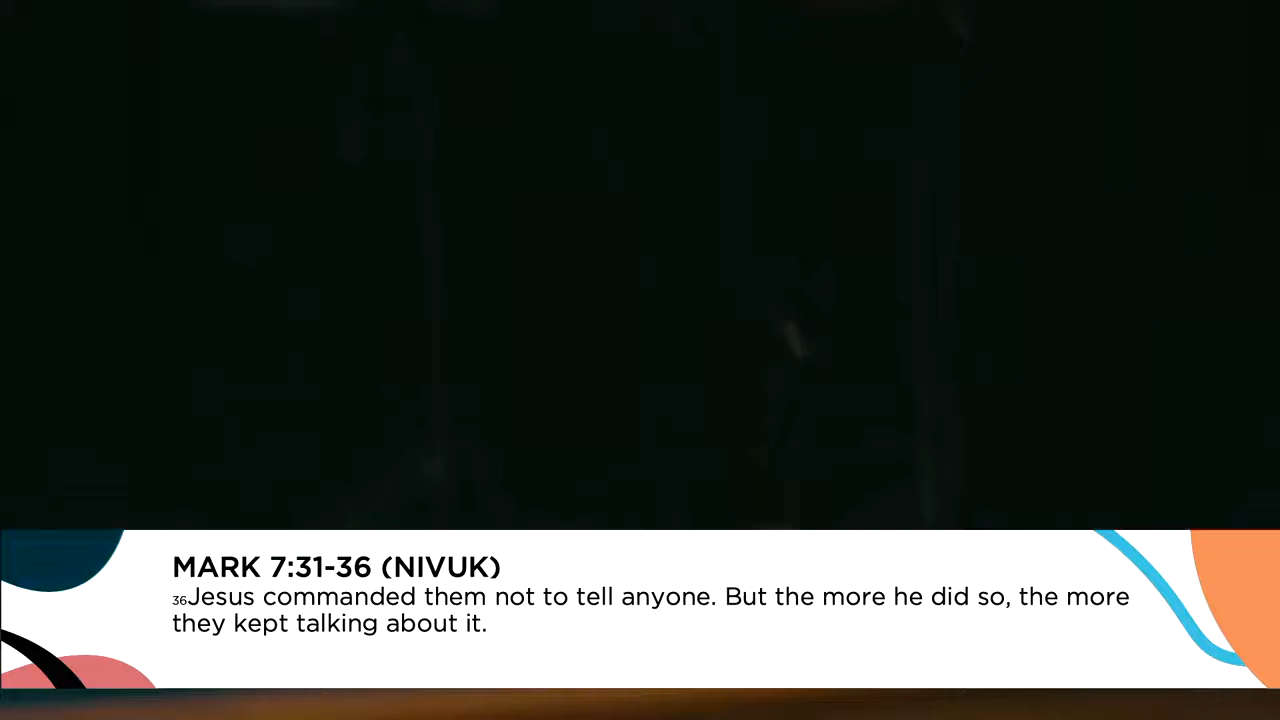 MARK 7:31-36 (NIVUK)
36Jesus commanded them not to tell anyone. But the more he did so, the more
they kept talking about it.